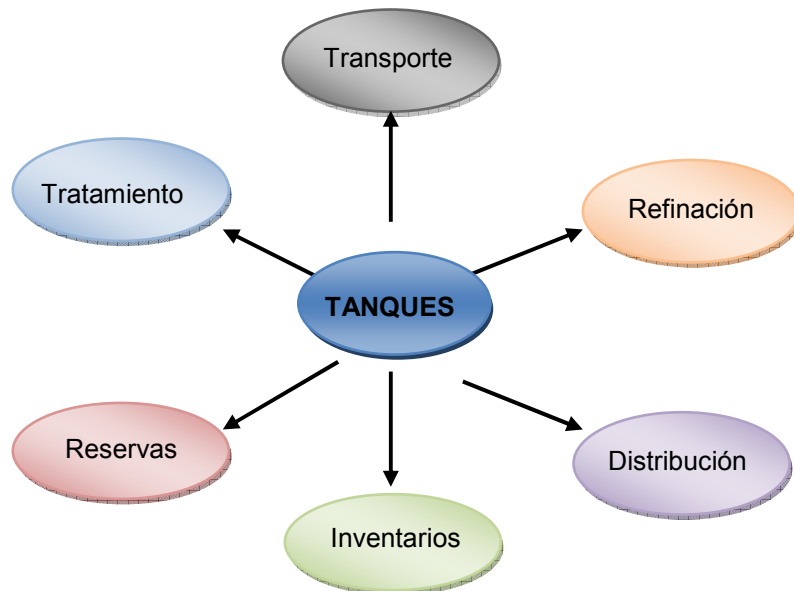 Transporte
Tratamiento
Refinación
TANQUES
Reservas
Distribución
Inventarios